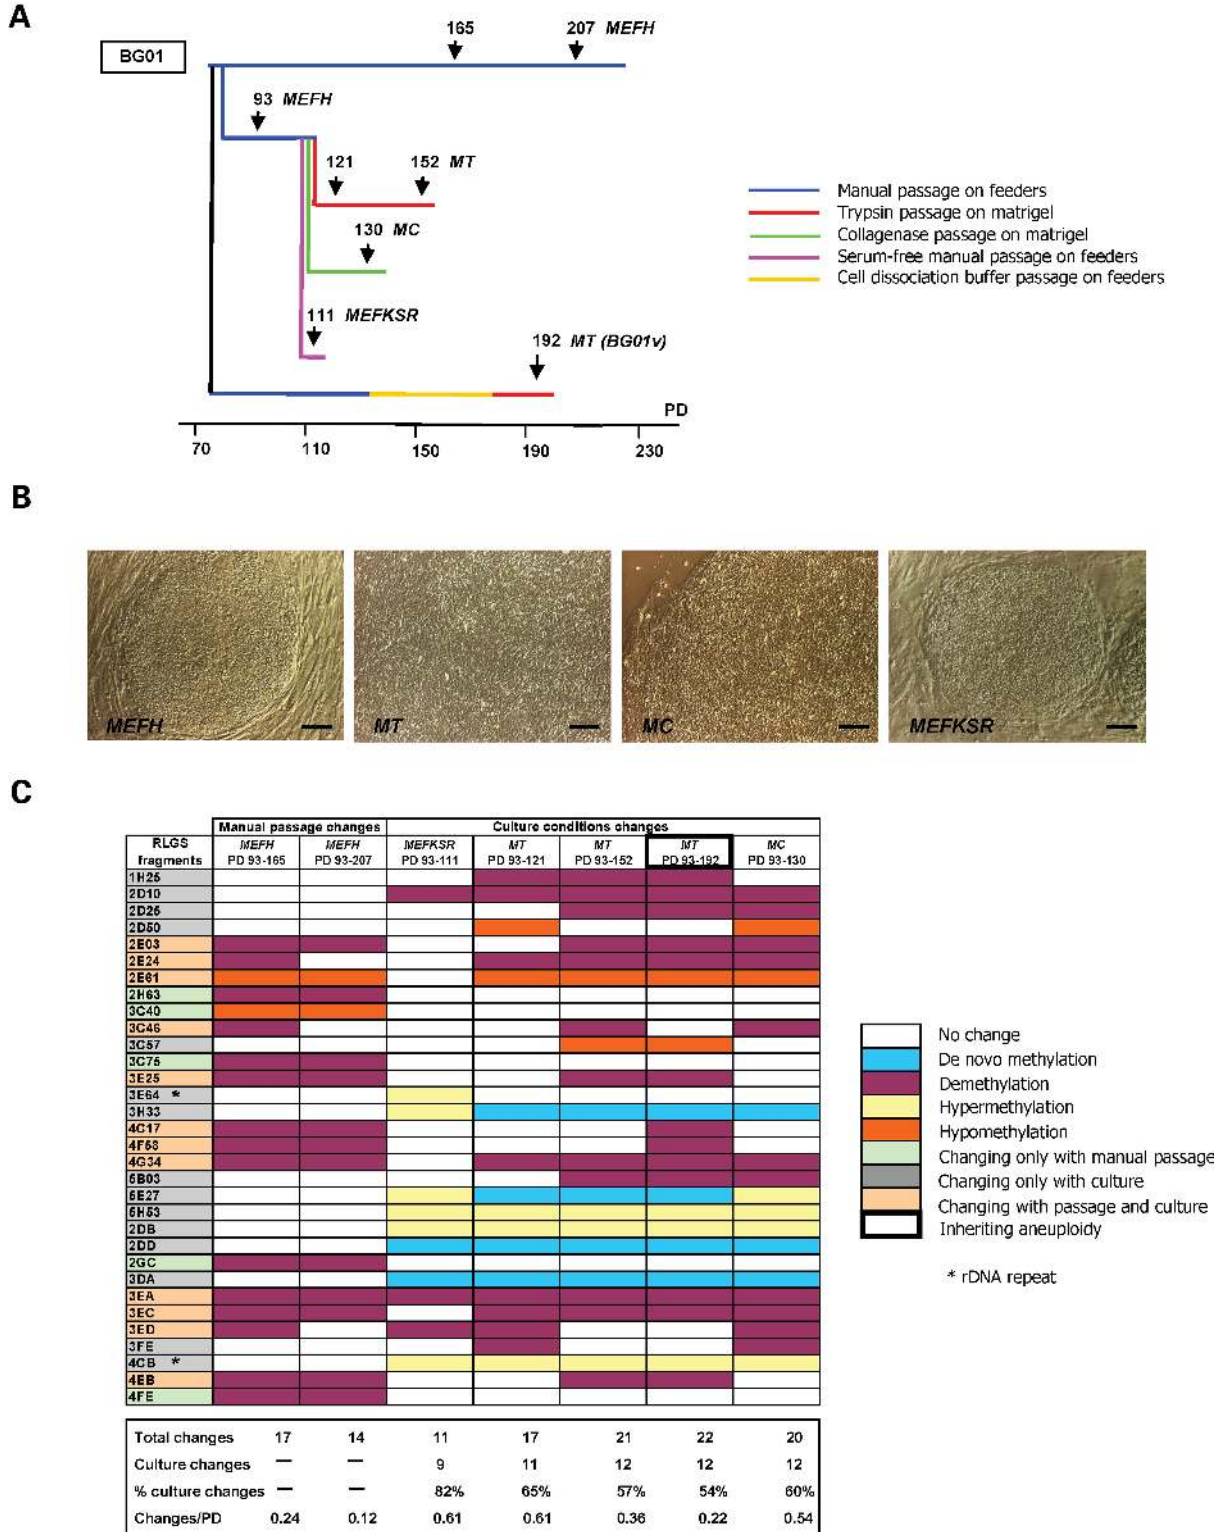 A
BG01
165
207 MEFH
93 MEFH
121
152 MT
130 MC
111 MEFKSR
192 MT (BG01v)
PD
70 110 150 190 230
Manual passage on feeders
Trypsin passage on matrigel
Collagenase passage on matrigel
Serum-free manual passage on feeders
Cell dissociation buffer passage on feeders
B
MEFH MT MC MEFKSR
C
Manual passage changes Culture conditions changes
RLGS MEFH MEFH MEFKSR MT MT MT MC
fragments PD 93-165 PD 93-207 PD 93-111 PD 93-121 PD 93-152 PD 93-192 PD 93-130
1H25
2D10
2D25
2D50
2E03
2E24
2E61
2H63
3C40
3C46
3C57
3C75
3E25
3E64 *
3H33
4C17
4F53
4G34
5B03
5E27
5H53
2DB
2DD
2GC
3DA
3EA
3EC
3ED
3FE
4CB *
4EB
4FE
No change
De novo methylation
Demethylation
Hypermethylation
Hypomethylation
Changing only with manual passage
Changing only with culture
Changing with passage and culture
Inheriting aneuploidy
* rDNA repeat
Total changes 17 14 11 17 21 22 20
Culture changes — — 9 11 12 12 12
% culture changes — — 82% 65% 57% 54% 60%
Changes/PD 0.24 0.12 0.61 0.61 0.36 0.22 0.54